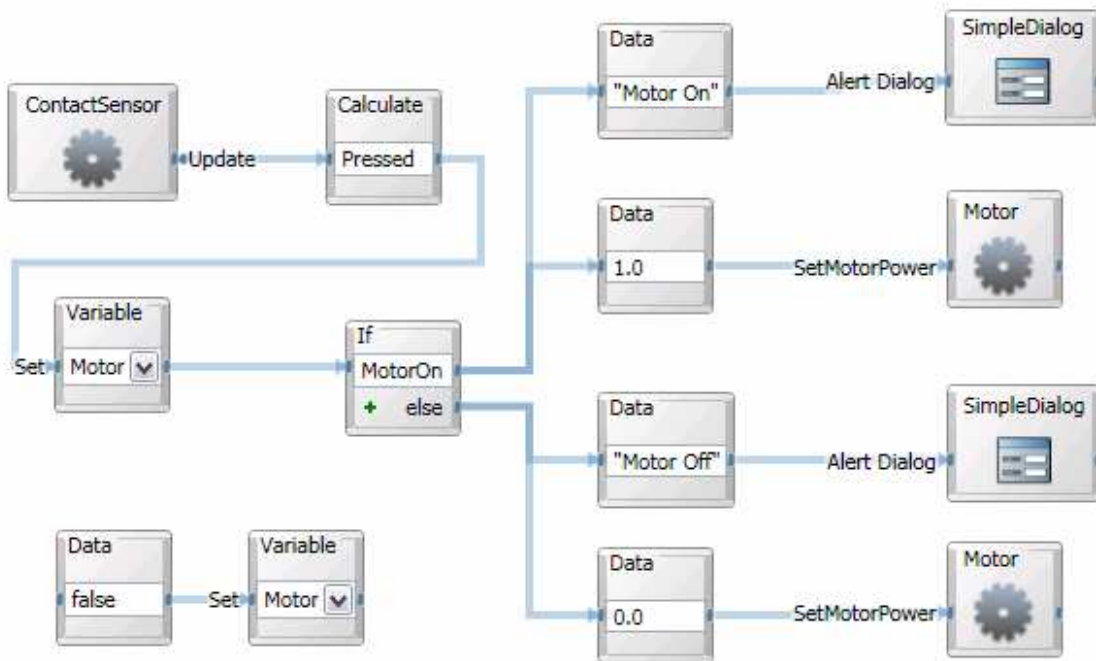 ContactSensor
Update
Calculate
Pressed
Set
Variable
Motor
If
MotorOn
+ else
Data
"Motor On"
Alert Dialog
SimpleDialog
Data
1.0
SetMotorPower
Motor
Data
"Motor Off"
Alert Dialog
SimpleDialog
Data
0.0
SetMotorPower
Motor
Data
false
Set
Variable
Motor